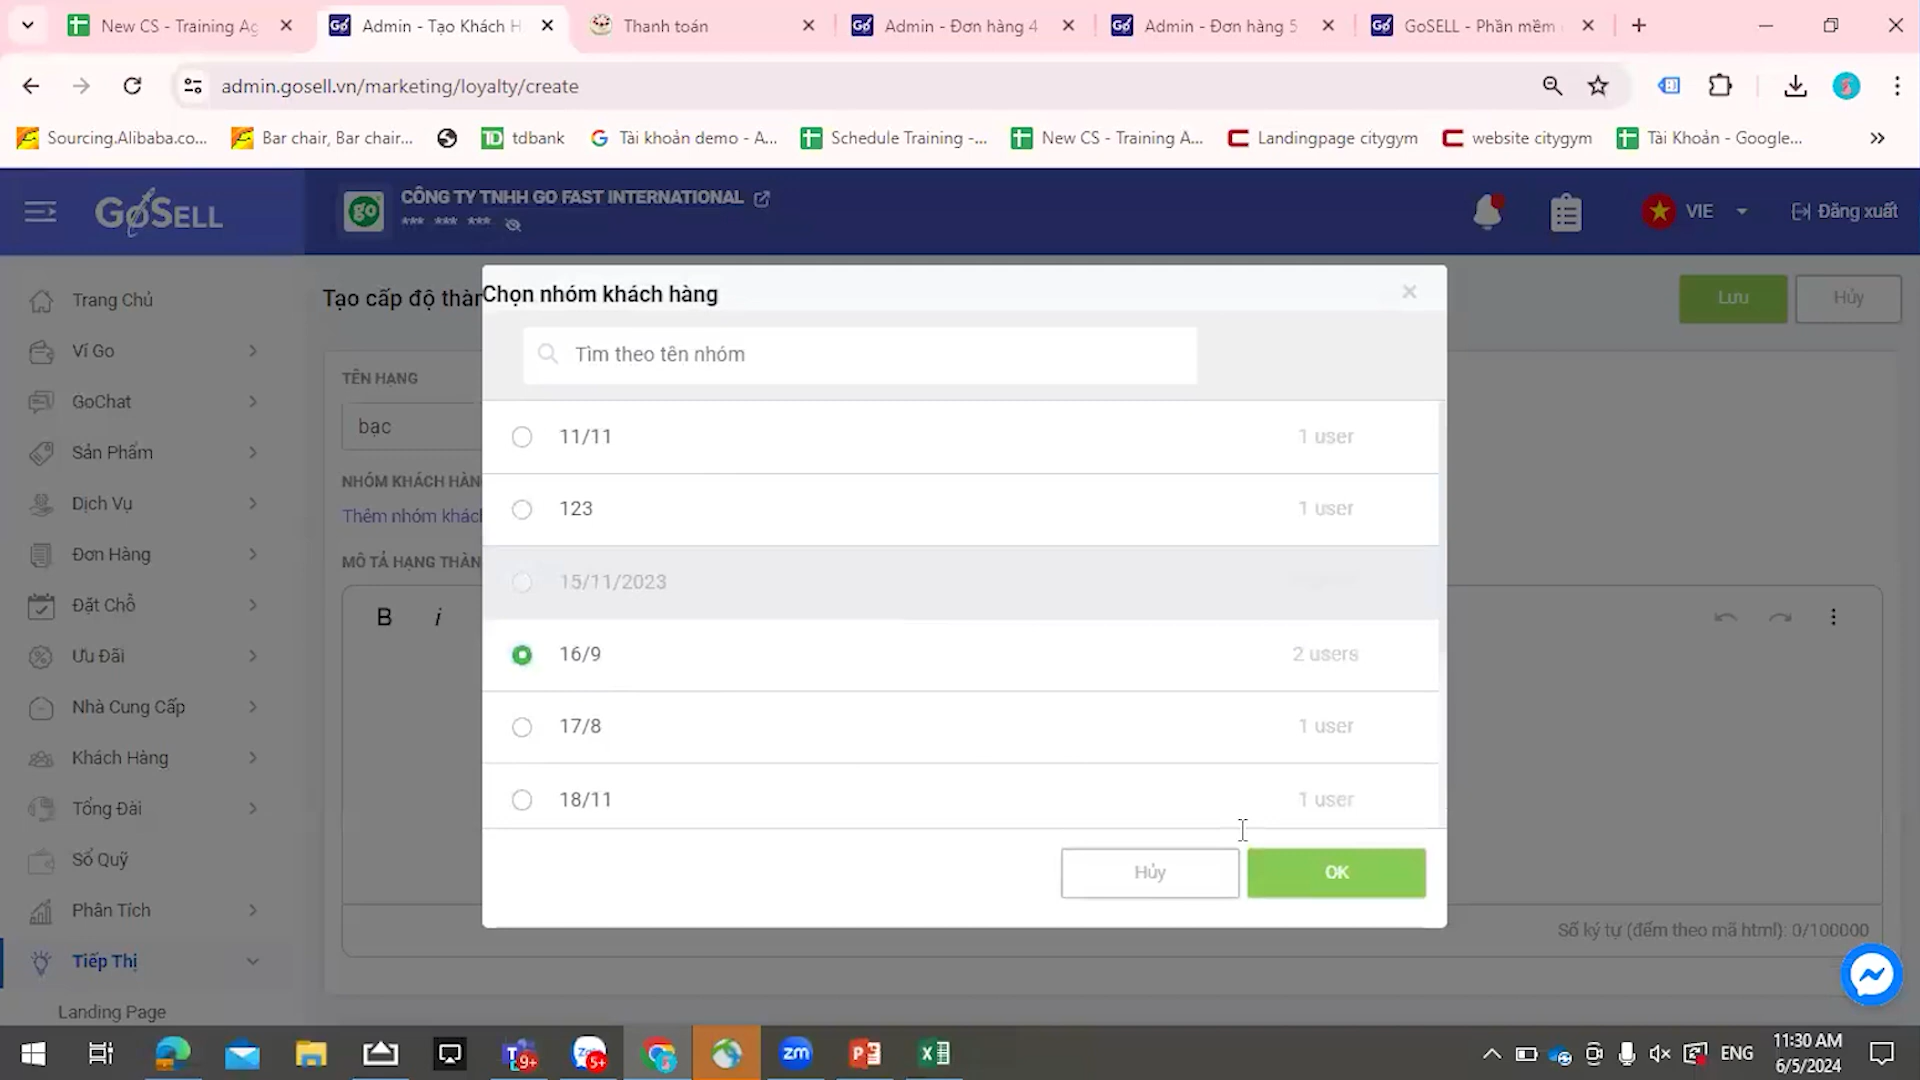 New CS - Training Ag
Admin - Tạo Khách H
Thanh toán
Admin - Đơn hàng 4
Admin - Đơn hàng 5
GoSELL - Phần mềm
admin.gosell.vn/marketing/loyalty/create
Sourcing.Alibaba.co...
Bar chair, Bar chair...
tdbank
Tài khoản demo - A...
Schedule Training -...
New CS - Training A...
Landingpage citygym
website citygym
Tài Khoản - Google...
GoSELL
go
CÔNG TY TNHH GO FAST INTERNATIONAL
*** *** ***
VIE
Đăng xuất
Trang Chủ
Ví Go
GoChat
Sản Phẩm
Dịch Vụ
Đơn Hàng
Đặt Chỗ
Ưu Đãi
Nhà Cung Cấp
Khách Hàng
Tổng Đài
Sổ Quỹ
Phân Tích
Tiếp Thị
Landing Page
Tạo cấp độ thàn
Lưu
Hủy
TÊN HẠNG
bạc
NHÓM KHÁCH HÀN
Thêm nhóm khác
MÔ TẢ HẠNG THÀN
B i
Số ký tự (đếm theo mã html): 0/100000
Chọn nhóm khách hàng
Tìm theo tên nhóm
11/11 1 user
123 1 user
15/11/2023
16/9 2 users
17/8 1 user
18/11 1 user
Hủy
OK
9+
5+
zm
ENG
11:30 AM
6/5/2024